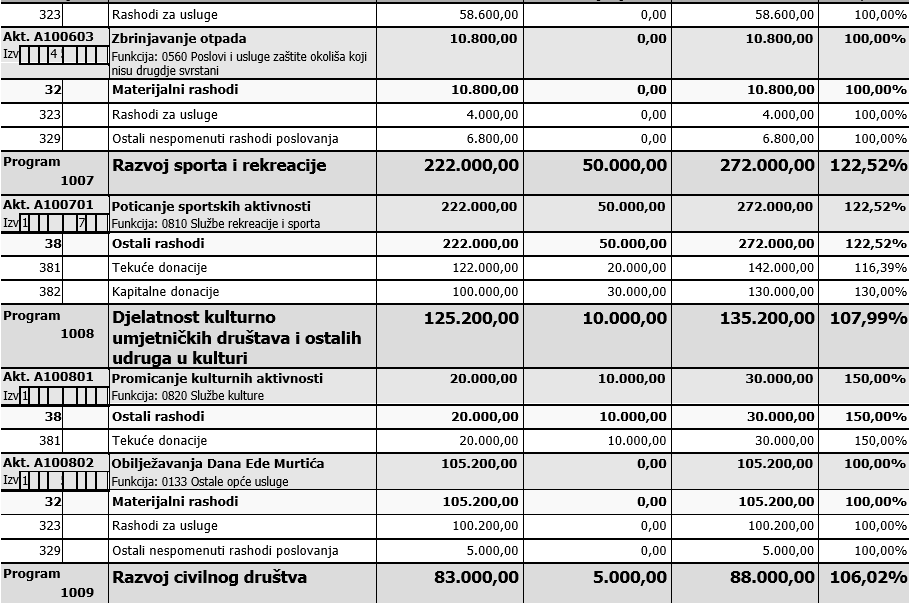 323 Rashodi za usluge 58.600,00 0,00 58.600,00 100,00%
Akt. A100603 Zbrinjavanje otpada 10.800,00 0,00 10.800,00 100,00%
Izv 4 Funkcija: 0560 Poslovi i usluge zaštite okoliša koji
nisu drugdje svrstani
32 Materijalni rashodi 10.800,00 0,00 10.800,00 100,00%
323 Rashodi za usluge 4.000,00 0,00 4.000,00 100,00%
329 Ostali nespomenuti rashodi poslovanja 6.800,00 0,00 6.800,00 100,00%
Program Razvoj sporta i rekreacije 222.000,00 50.000,00 272.000,00 122,52%
1007
Akt. A100701 Poticanje sportskih aktivnosti 222.000,00 50.000,00 272.000,00 122,52%
Izv 1 7 Funkcija: 0810 Službe rekreacije i sporta
38 Ostali rashodi 222.000,00 50.000,00 272.000,00 122,52%
381 Tekuće donacije 122.000,00 20.000,00 142.000,00 116,39%
382 Kapitalne donacije 100.000,00 30.000,00 130.000,00 130,00%
Program Djelatnost kulturno 125.200,00 10.000,00 135.200,00 107,99%
1008 umjetničkih društava i ostalih
udruga u kulturi
Akt. A100801 Promicanje kulturnih aktivnosti 20.000,00 10.000,00 30.000,00 150,00%
Izv 1 Funkcija: 0820 Službe kulture
38 Ostali rashodi 20.000,00 10.000,00 30.000,00 150,00%
381 Tekuće donacije 20.000,00 10.000,00 30.000,00 150,00%
Akt. A100802 Obilježavanja Dana Ede Murtića 105.200,00 0,00 105.200,00 100,00%
Izv 1 Funkcija: 0133 Ostale opće usluge
32 Materijalni rashodi 105.200,00 0,00 105.200,00 100,00%
323 Rashodi za usluge 100.200,00 0,00 100.200,00 100,00%
329 Ostali nespomenuti rashodi poslovanja 5.000,00 0,00 5.000,00 100,00%
Program Razvoj civilnog društva 83.000,00 5.000,00 88.000,00 106,02%
1009